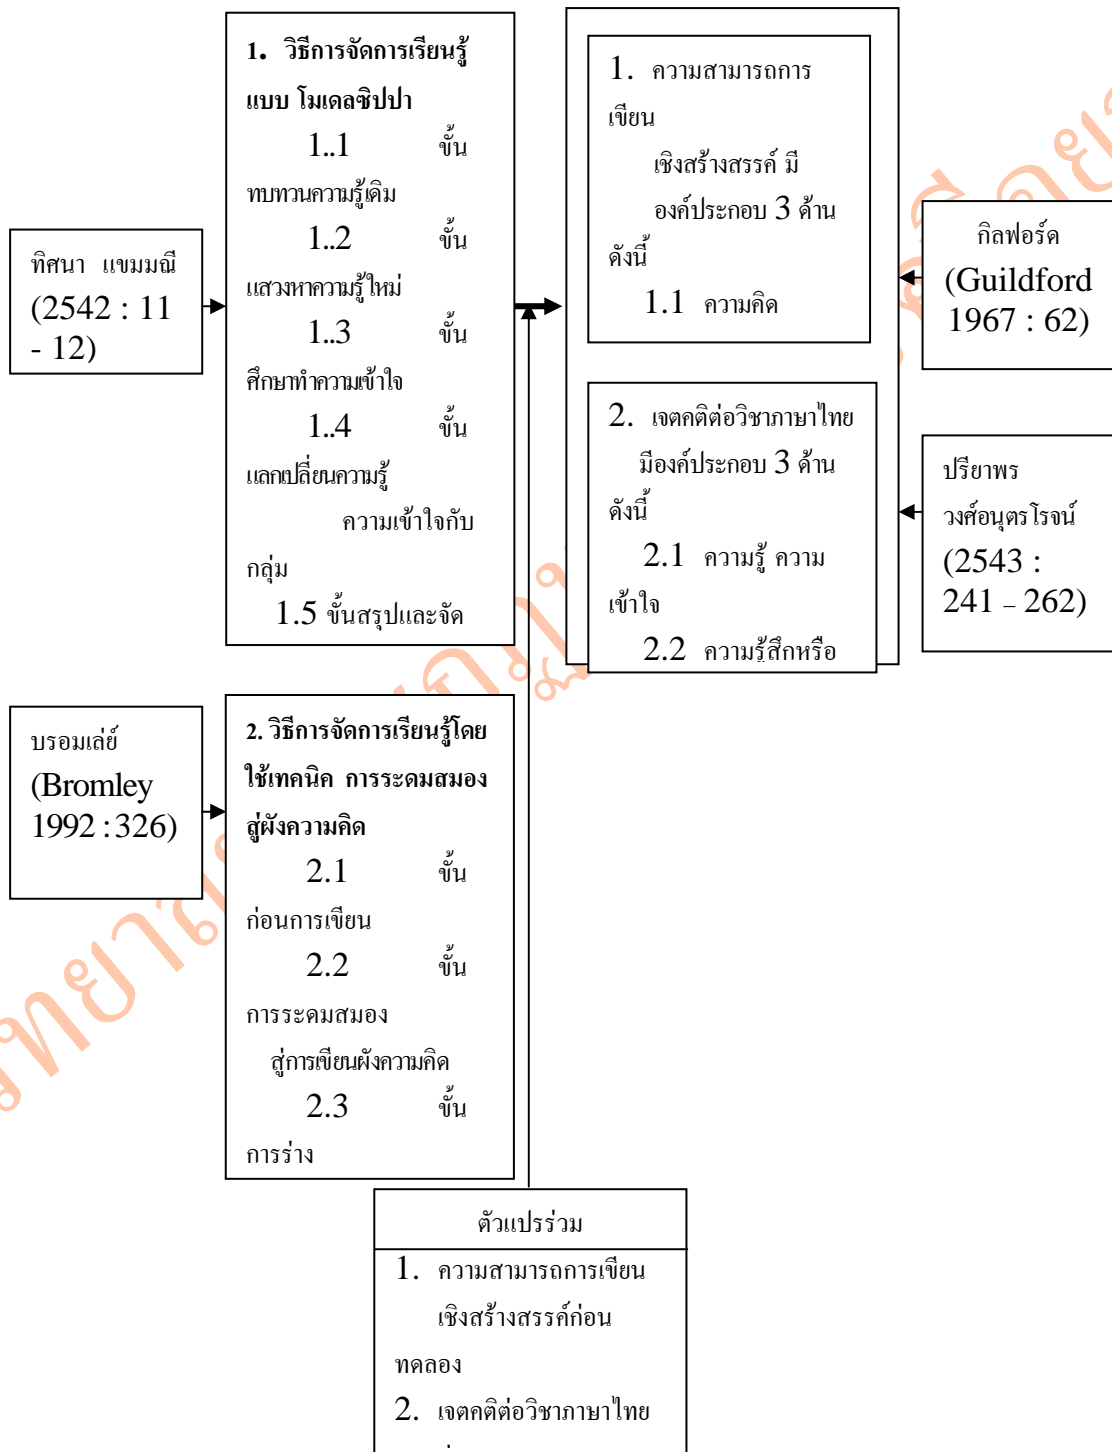 ทิศนา แขมมณี
(2542 : 11
- 12)
1. วิธีการจัดการเรียนรู้
แบบ โมเดลซิปปา
1..1 ขั้น
ทบทวนความรู้เดิม
1..2 ขั้น
แสวงหาความรู้ใหม่
1..3 ขั้น
ศึกษาทำความเข้าใจ
1..4 ขั้น
แลกเปลี่ยนความรู้
ความเข้าใจกับ
กลุ่ม
1.5 ขั้นสรุปและจัด
1. ความสามารถการ
เขียน
เชิงสร้างสรรค์ มี
องค์ประกอบ 3 ด้าน
ดังนี้
1.1 ความคิด
2. เจตคติต่อวิชาภาษาไทย
มีองค์ประกอบ 3 ด้าน
ดังนี้
2.1 ความรู้ ความ
เข้าใจ
2.2 ความรู้สึกหรือ
กิลฟอร์ด
(Guildford
1967 : 62)
ปรียาพร
วงศ์อนุตรโรจน์
(2543 :
241 – 262)
บรอมเล่ย์
(Bromley
1992 : 326)
2. วิธีการจัดการเรียนรู้โดย
ใช้เทคนิค การระดมสมอง
สู่ผังความคิด
2.1 ขั้น
ก่อนการเขียน
2.2 ขั้น
การระดมสมอง
สู่การเขียนผังความคิด
2.3 ขั้น
การร่าง
ตัวแปรร่วม
1. ความสามารถการเขียน
เชิงสร้างสรรค์ก่อน
ทดลอง
2. เจตคติต่อวิชาภาษาไทย